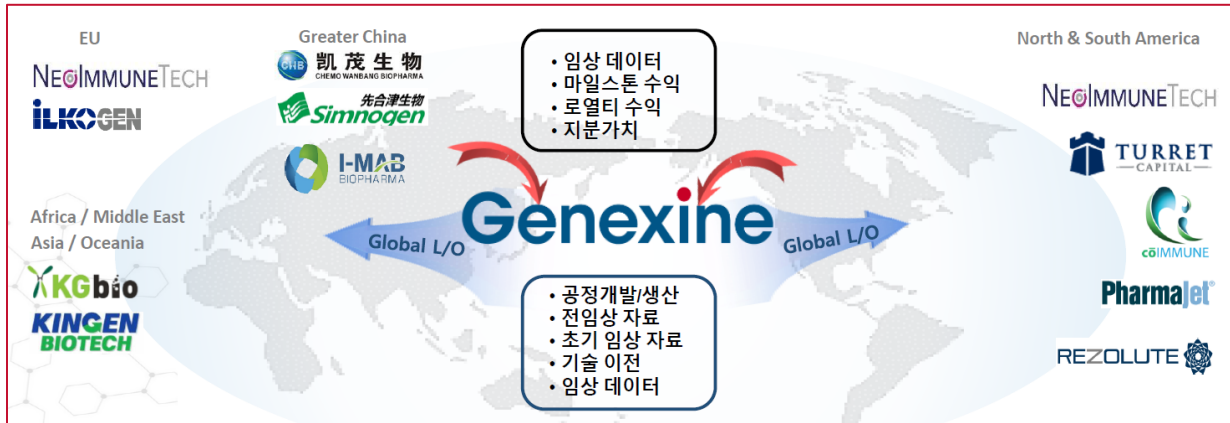 EU
NEOIMMUNETECH
iLKOGEN
Greater China
CHB 凯茂生物
CHEMO WANBANG BIOPHARMA
先合津生物
Simnogen
I-MAB
BIOPHARMA
• 임상 데이터
• 마일스톤 수익
• 로열티 수익
• 지분가치
North & South America
NEOIMMUNETECH
TURRET
CAPITAL
cōIMMUNE
PharmaJet®
REZOLUTE
Africa / Middle East
Asia / Oceania
KGbio
KINGEN
BIOTECH
Global L/O
Genexine
Global L/O
• 공정개발/생산
• 전임상 자료
• 초기 임상 자료
• 기술 이전
• 임상 데이터